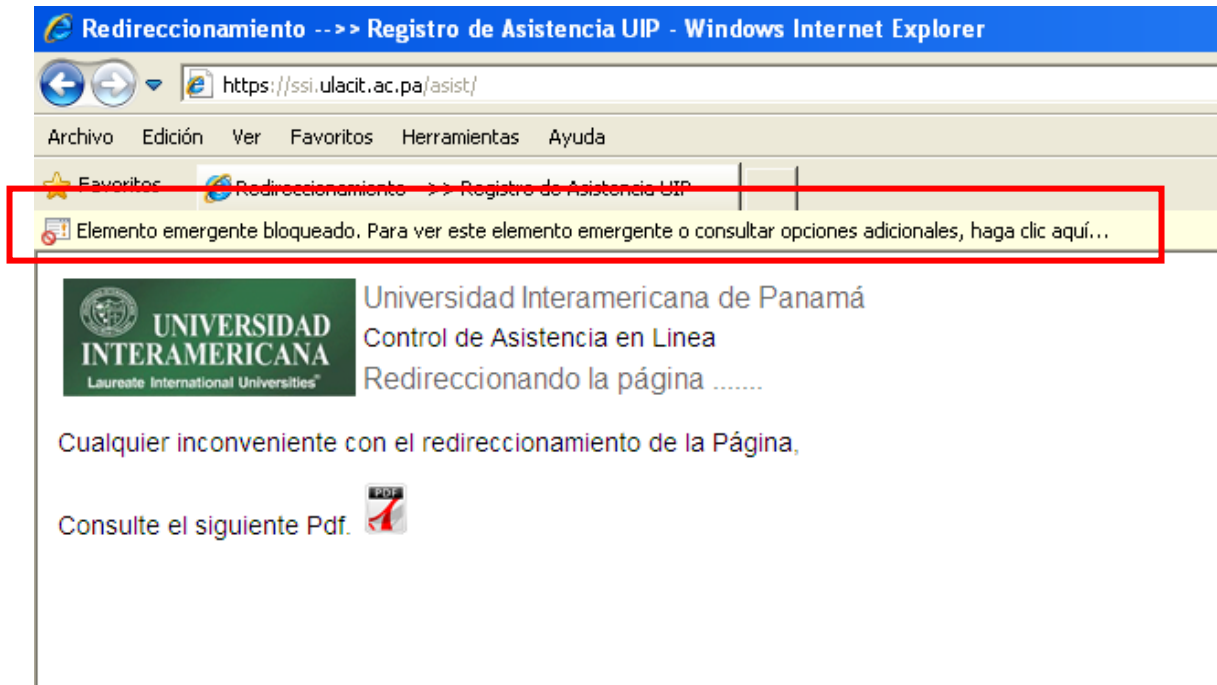 Redireccionamiento -->> Registro de Asistencia UIP - Windows Internet Explorer
https://ssi.ulacit.ac.pa/asist/
Archivo Edición Ver Favoritos Herramientas Ayuda
Favoritos Redireccionamiento -->> Registro de Asistencia UIP
Elemento emergente bloqueado. Para ver este elemento emergente o consultar opciones adicionales, haga clic aquí...
UNIVERSIDAD
INTERAMERICANA
Laureate International Universities®
Universidad Interamericana de Panamá
Control de Asistencia en Linea
Redireccionando la página .......
Cualquier inconveniente con el redireccionamiento de la Página,
Consulte el siguiente Pdf. PDF